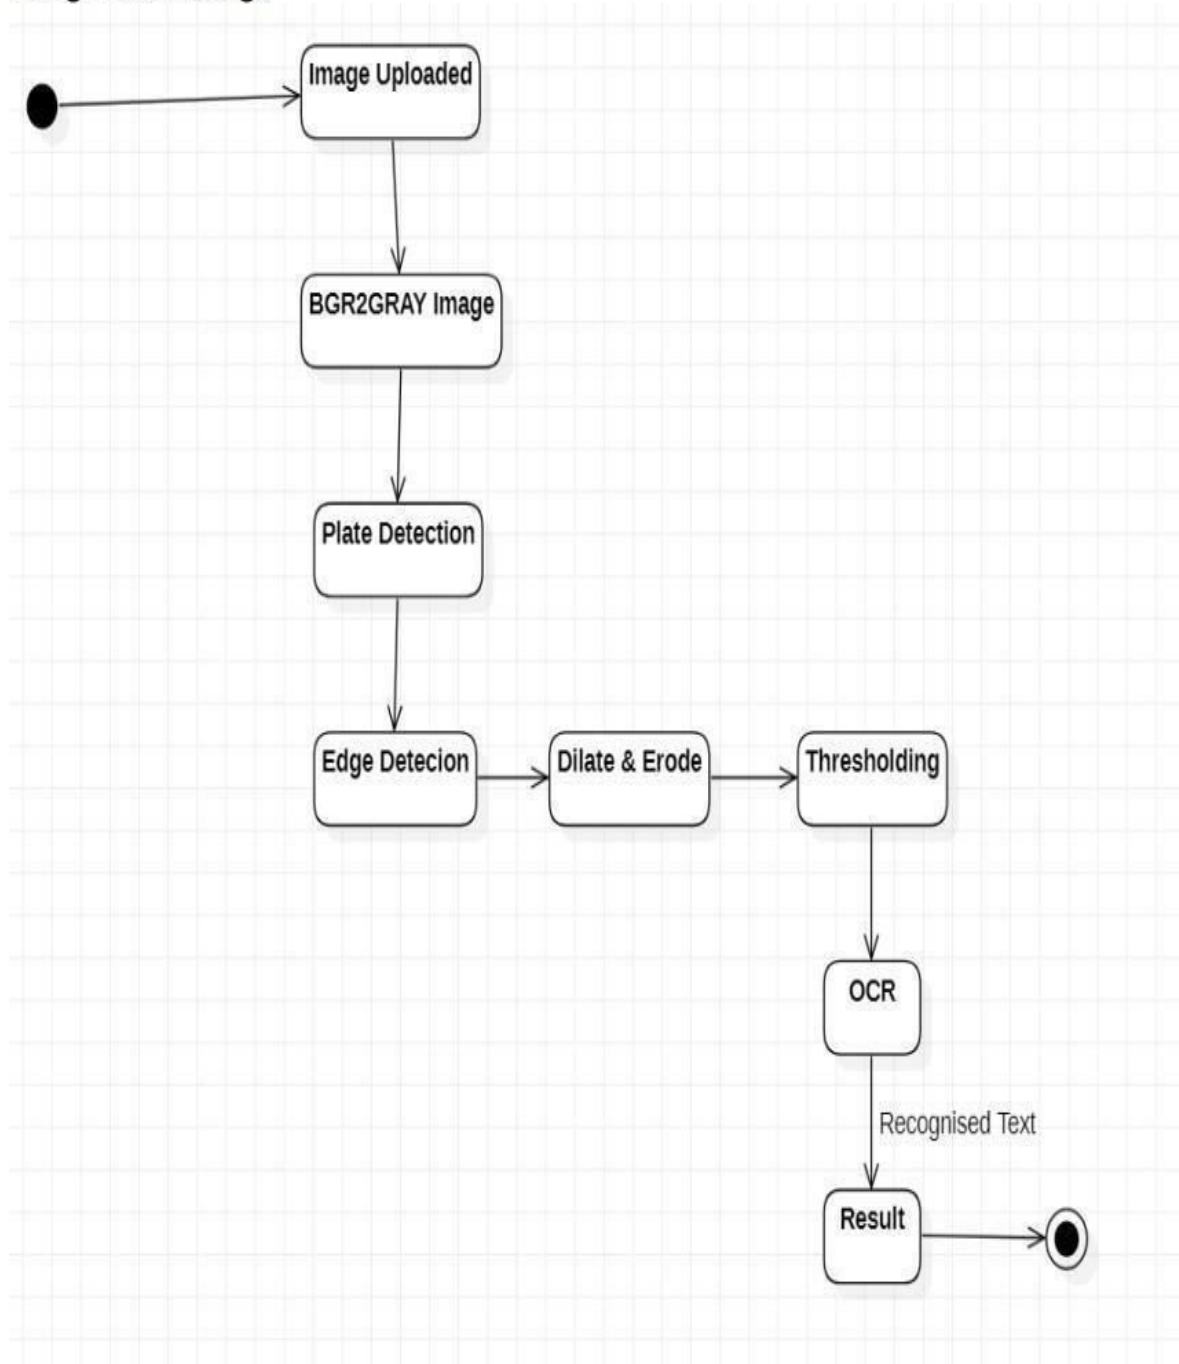 Image Uploaded
BGR2GRAY Image
Plate Detection
Edge Detecion
Dilate & Erode
Thresholding
OCR
Recognised Text
Result